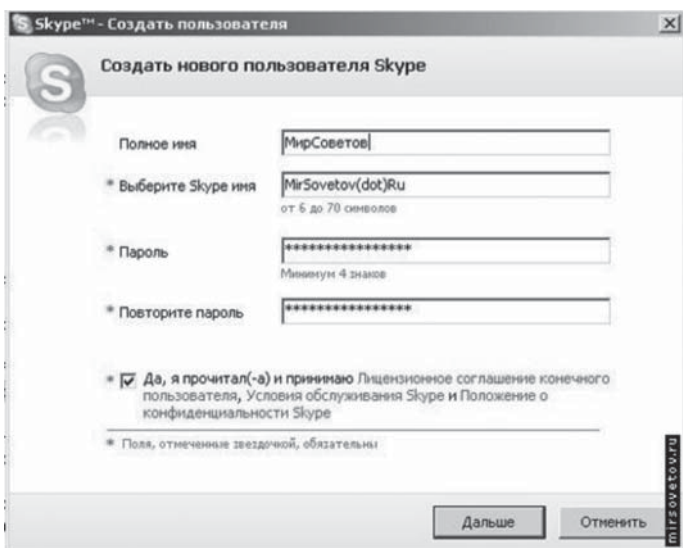 Skype™ - Создать пользователя
Создать нового пользователя Skype
Полное имя
МирСоветов
* Выберите Skype имя
MirSovetov(dot)Ru
от 6 до 70 символов
* Пароль
****************
Минимум 4 знаков
* Повторите пароль
****************
* Да, я прочитал(-а) и принимаю Лицензионное соглашение конечного
пользователя, Условия обслуживания Skype и Положение о
конфиденциальности Skype
* Поля, отмеченные звездочкой, обязательны
Дальше
Отменить
mirsovetov.ru